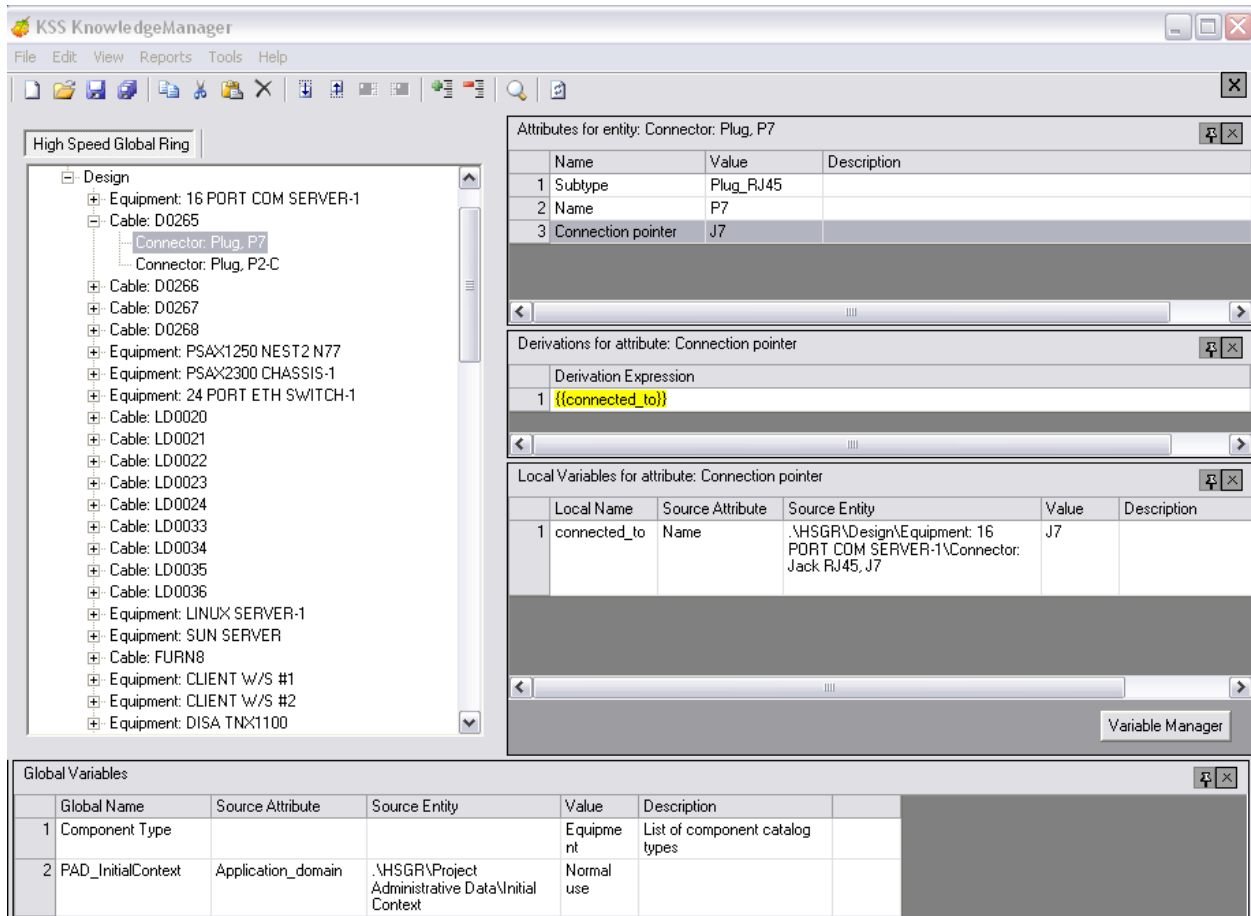 KSS KnowledgeManager
File Edit View Reports Tools Help
High Speed Global Ring
Design
Equipment: 16 PORT COM SERVER-1
Cable: D0265
Connector: Plug, P7
Connector: Plug, P2-C
Cable: D0266
Cable: D0267
Cable: D0268
Equipment: PSAX1250 NEST2 N77
Equipment: PSAX2300 CHASSIS-1
Equipment: 24 PORT ETH SWITCH-1
Cable: LD0020
Cable: LD0021
Cable: LD0022
Cable: LD0023
Cable: LD0024
Cable: LD0033
Cable: LD0034
Cable: LD0035
Cable: LD0036
Equipment: LINUX SERVER-1
Equipment: SUN SERVER
Cable: FURN8
Equipment: CLIENT W/S #1
Equipment: CLIENT W/S #2
Equipment: DISA TNX1100
Attributes for entity: Connector: Plug, P7
Name Value Description
1 Subtype Plug_RJ45
2 Name P7
3 Connection pointer J7
Derivations for attribute: Connection pointer
Derivation Expression
1 {{connected_to}}
Local Variables for attribute: Connection pointer
Local Name Source Attribute Source Entity Value Description
1 connected_to Name .\HSGR\Design\Equipment: 16 J7
PORT COM SERVER-1\Connector:
Jack RJ45, J7
Variable Manager
Global Variables
Global Name Source Attribute Source Entity Value Description
1 Component Type Equipme List of component catalog
nt types
2 PAD_InitialContext Application_domain .\HSGR\Project Normal
Administrative Data\Initial use
Context